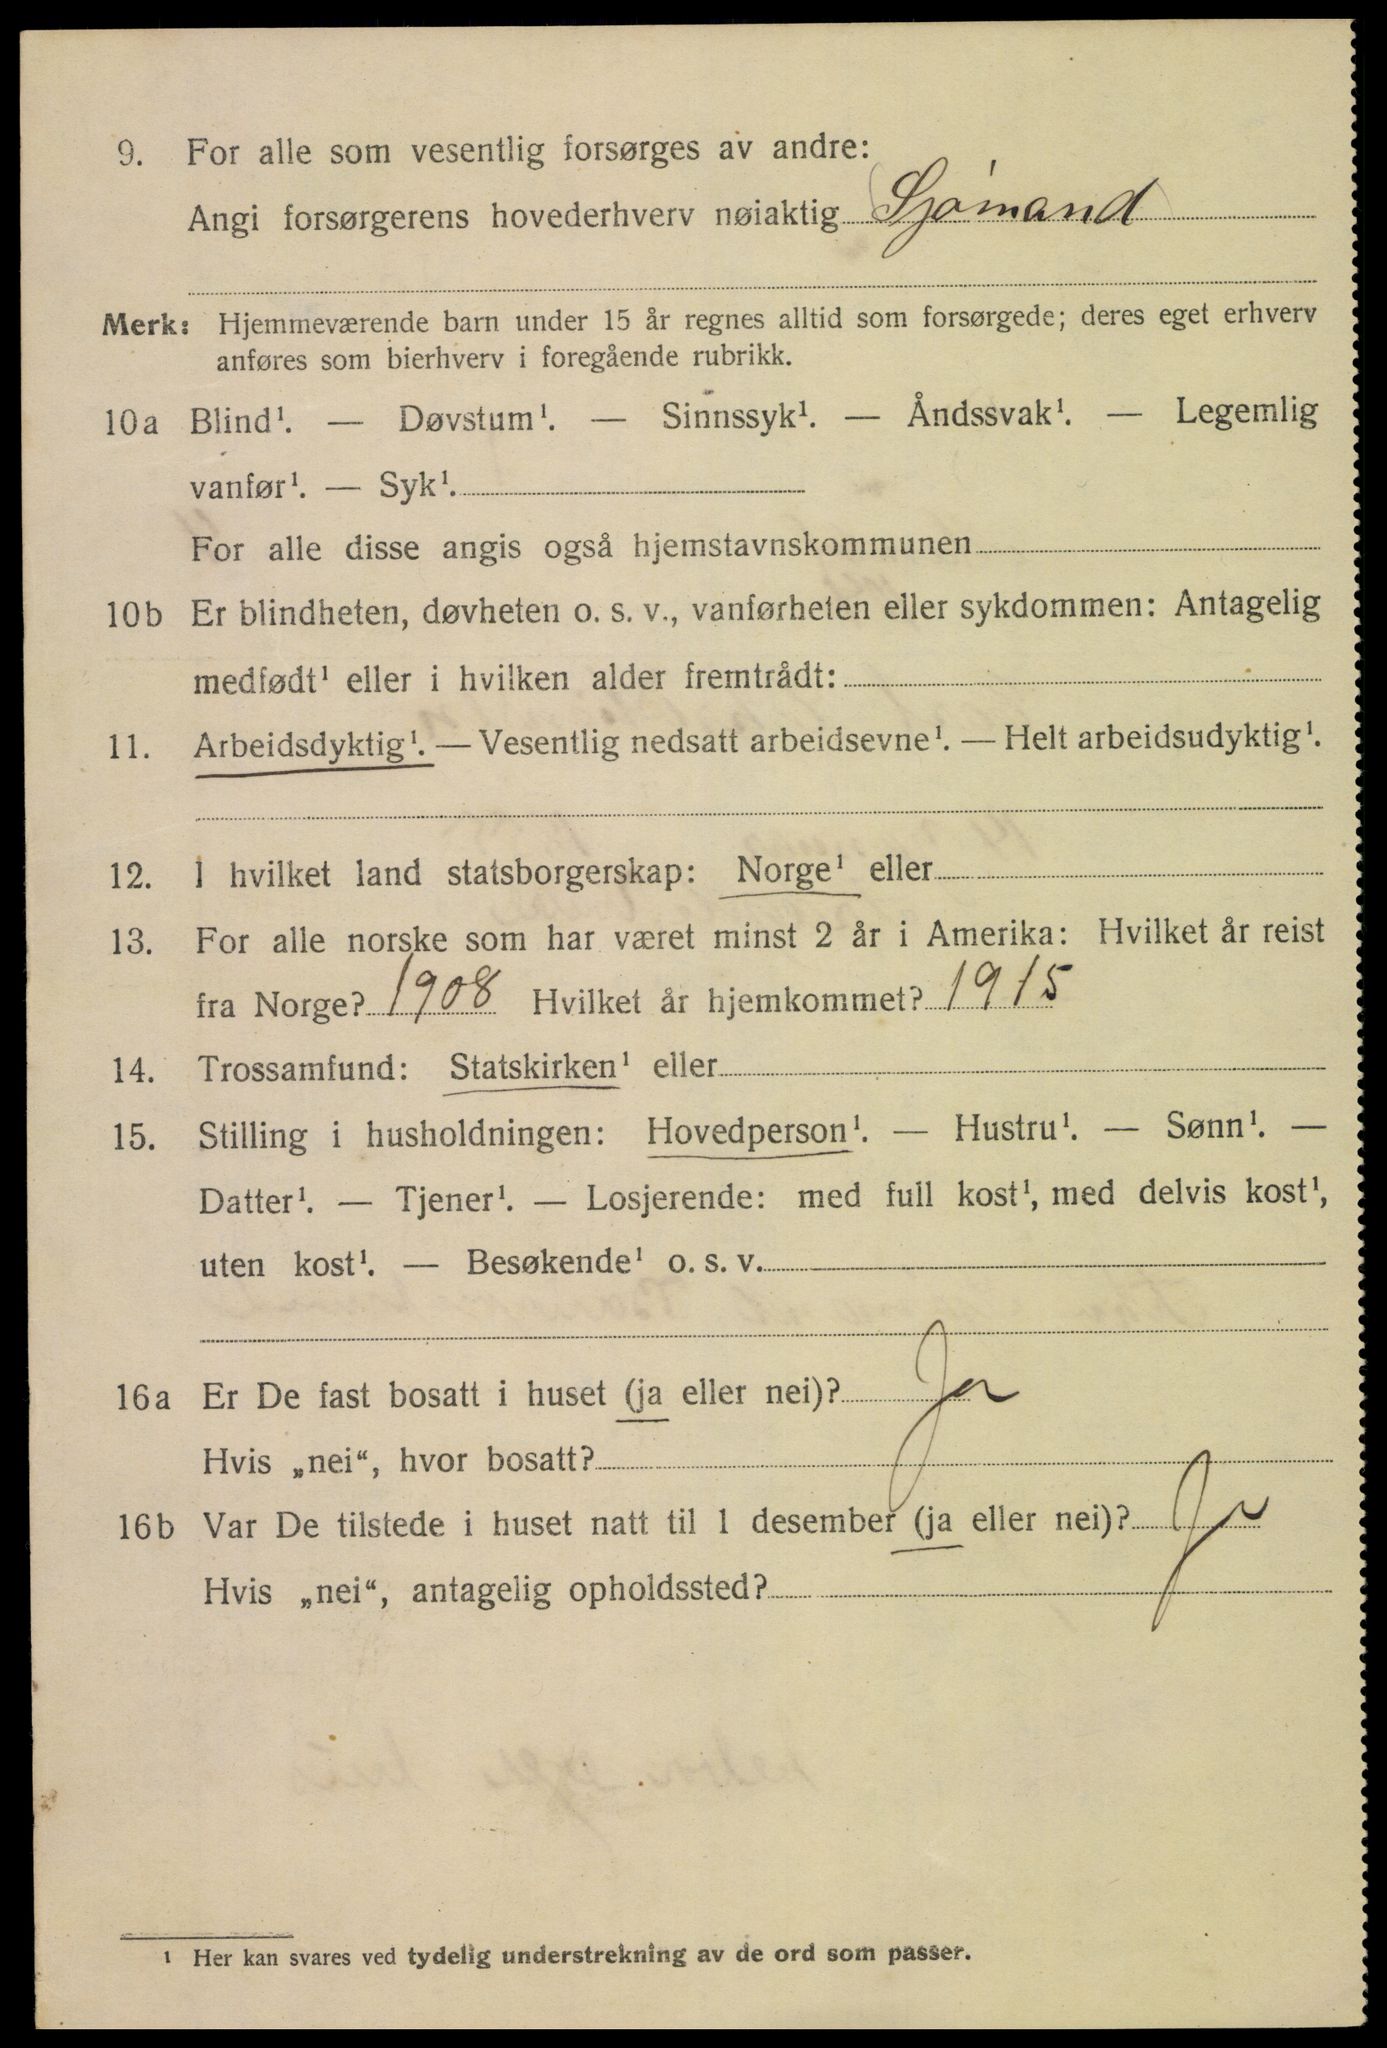 9. For alle som vesentlig forsørges av andre:
Angi forsørgerens hovederhverv nøiaktig (Sjømand)
Merk: Hjemmeværende barn under 15 år regnes alltid som forsørgede; deres eget erhverv
anføres som bierhverv i foregående rubrikk.
10a Blind¹. — Døvstum¹. — Sinnssyk¹. — Åndssvak¹. — Legemlig
vanfør¹. — Syk¹.
For alle disse angis også hjemstavnskommunen
10b Er blindheten, døvheten o. s. v., vanførheten eller sykdommen: Antagelig
medfødt¹ eller i hvilken alder fremtrådt:
11. Arbeidsdyktig¹. — Vesentlig nedsatt arbeidsevne¹. — Helt arbeidsudyktig¹.
12. I hvilket land statsborgerskap: Norge¹ eller
13. For alle norske som har været minst 2 år i Amerika: Hvilket år reist
fra Norge? 1908 Hvilket år hjemkommet? 1915
14. Trossamfund: Statskirken¹ eller
15. Stilling i husholdningen: Hovedperson¹. — Hustru¹. — Sønn¹. —
Datter¹. — Tjener¹. — Losjerende: med full kost¹, med delvis kost¹,
uten kost¹. — Besøkende¹ o. s. v.
16a Er De fast bosatt i huset (ja eller nei)? Ja
Hvis „nei“, hvor bosatt?
16b Var De tilstede i huset natt til 1 desember (ja eller nei)? Ja
Hvis „nei“, antagelig opholdssted?
¹ Her kan svares ved tydelig understrekning av de ord som passer.